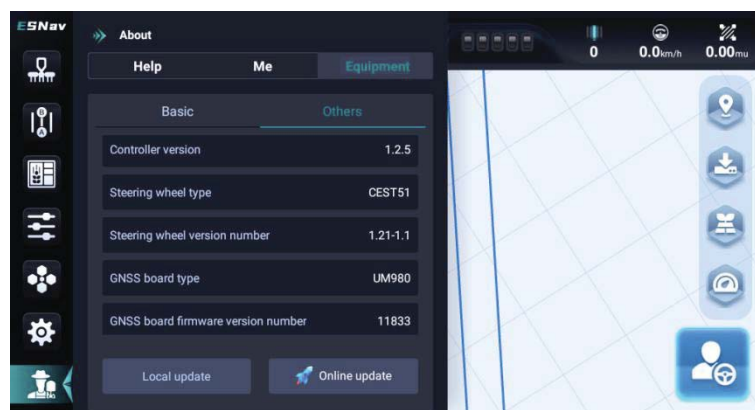 ESNav
About
Help Me Equipment
Basic Others
Controller version 1.2.5
Steering wheel type CEST51
Steering wheel version number 1.21-1.1
GNSS board type UM980
GNSS board firmware version number 11833
Local update Online update
0 0.0km/h 0.00mu
B
A